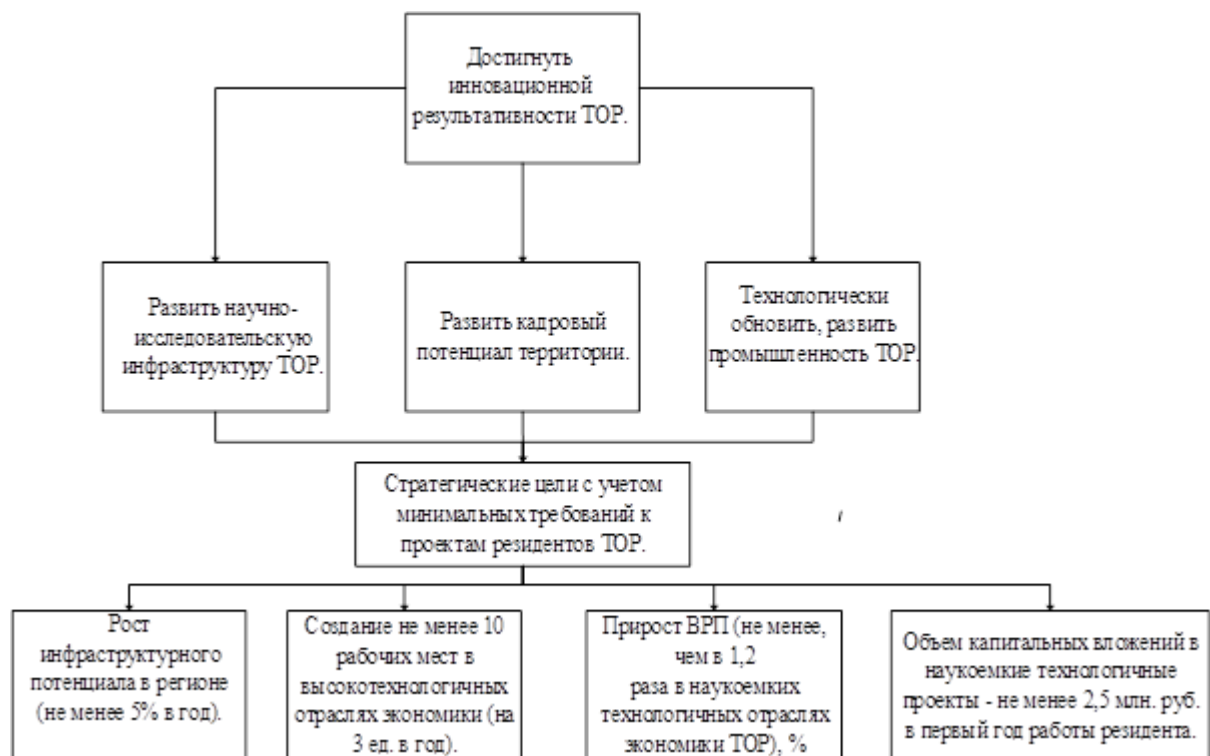 Достигнуть
инновационной
результативности ТОР.
Развить научно-
исследовательскую
инфраструктуру ТОР.
Развить кадровый
потенциал территории.
Технологически
обновить, развить
промышленность ТОР.
Стратегические цели с учетом
минимальных требований к
проектам резидентов ТОР.
Рост
инфраструктурного
потенциала в регионе
(не менее 5% в год).
Создание не менее 10
рабочих мест в
высокотехнологичных
отраслях экономики (на
3 ед. в год).
Прирост ВРП (не менее,
чем в 1,2
раза в наукоемких
технологичных отраслях
экономики ТОР), %
Объем капитальных вложений в
наукоемкие технологичные
проекты - не менее 2,5 млн. руб.
в первый год работы резидента.